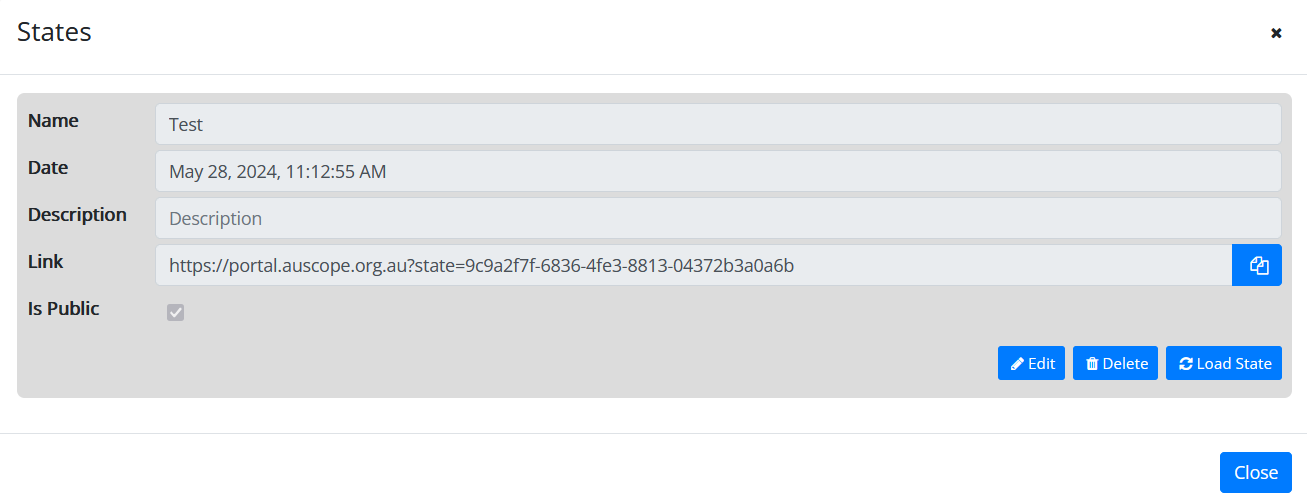 States
Name
Test
Date
May 28, 2024, 11:12:55 AM
Description
Description
Link
https://portal.auscope.org.au?state=9c9a2f7f-6836-4fe3-8813-04372b3a0a6b
Is Public
Edit Delete Load State
Close